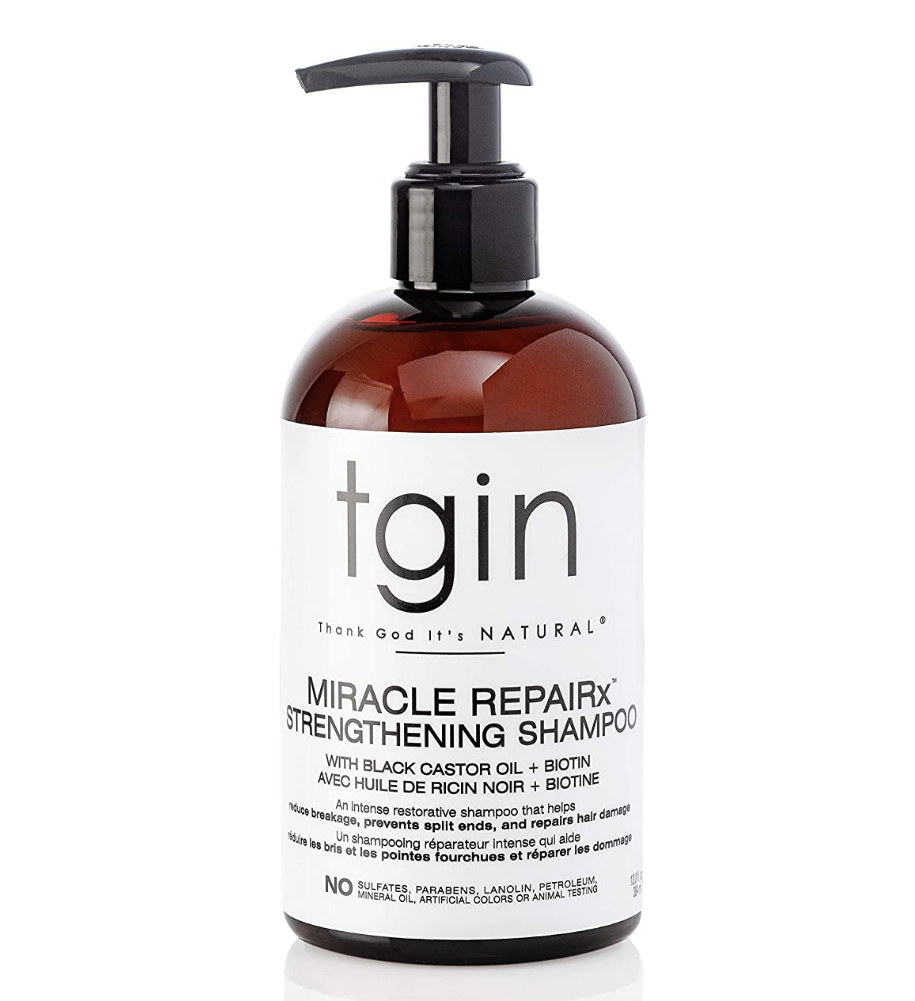 tgin
Thank God It's NATURAL®
MIRACLE REPAIRx™
STRENGTHENING SHAMPOO
WITH BLACK CASTOR OIL + BIOTIN
AVEC HUILE DE RICIN NOIR + BIOTINE
An intense restorative shampoo that helps
reduce breakage, prevents split ends, and repairs hair damage
Un shampooing réparateur intense qui aide
réduire les bris et les pointes fourchues et réparer les dommage
NO SULFATES, PARABENS, LANOLIN, PETROLEUM,
MINERAL OIL, ARTIFICIAL COLORS OR ANIMAL TESTING